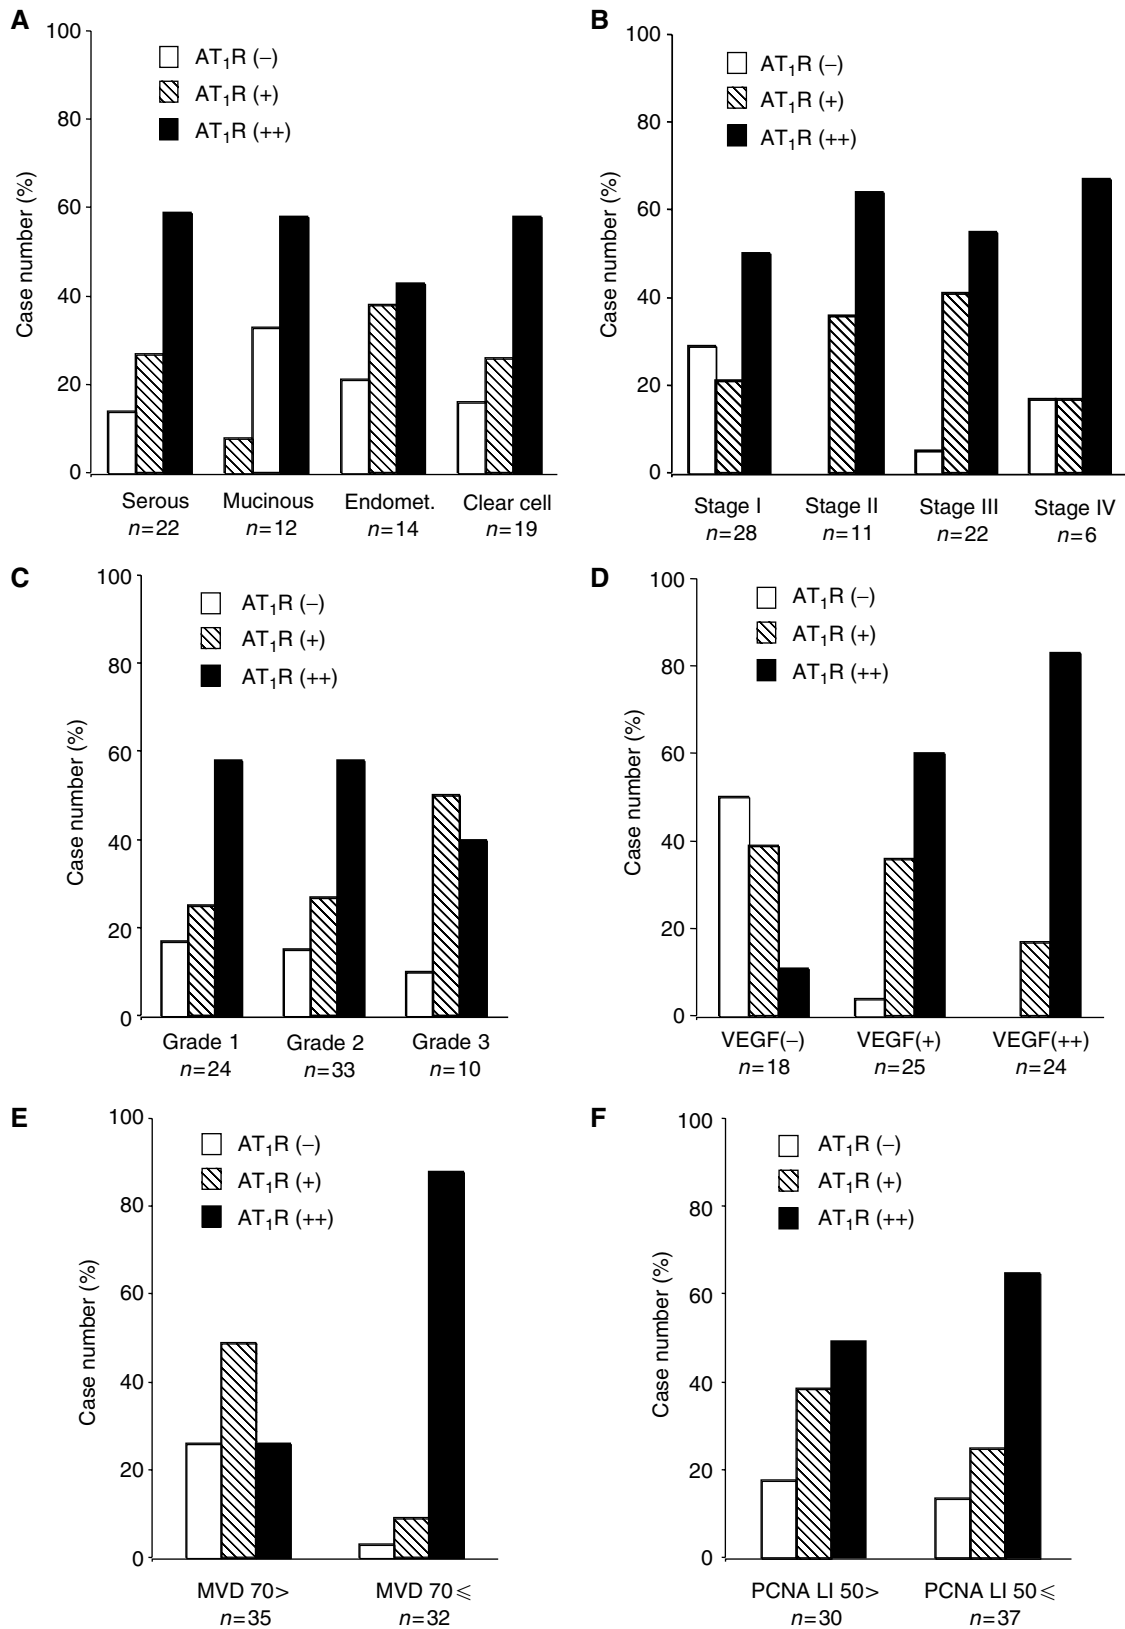 A
100
80
60
40
20
0
Case number (%)
AT₁R (−)
AT₁R (+)
AT₁R (++)
Serous Mucinous Endomet. Clear cell
n=22 n=12 n=14 n=19
B
100
80
60
40
20
0
Case number (%)
AT₁R (−)
AT₁R (+)
AT₁R (++)
Stage I Stage II Stage III Stage IV
n=28 n=11 n=22 n=6
C
100
80
60
40
20
0
Case number (%)
AT₁R (−)
AT₁R (+)
AT₁R (++)
Grade 1 Grade 2 Grade 3
n=24 n=33 n=10
D
100
80
60
40
20
0
Case number (%)
AT₁R (−)
AT₁R (+)
AT₁R (++)
VEGF(−) VEGF(+) VEGF(++)
n=18 n=25 n=24
E
100
80
60
40
20
0
Case number (%)
AT₁R (−)
AT₁R (+)
AT₁R (++)
MVD 70> MVD 70⩽
n=35 n=32
F
100
80
60
40
20
0
Case number (%)
AT₁R (−)
AT₁R (+)
AT₁R (++)
PCNA LI 50> PCNA LI 50⩽
n=30 n=37